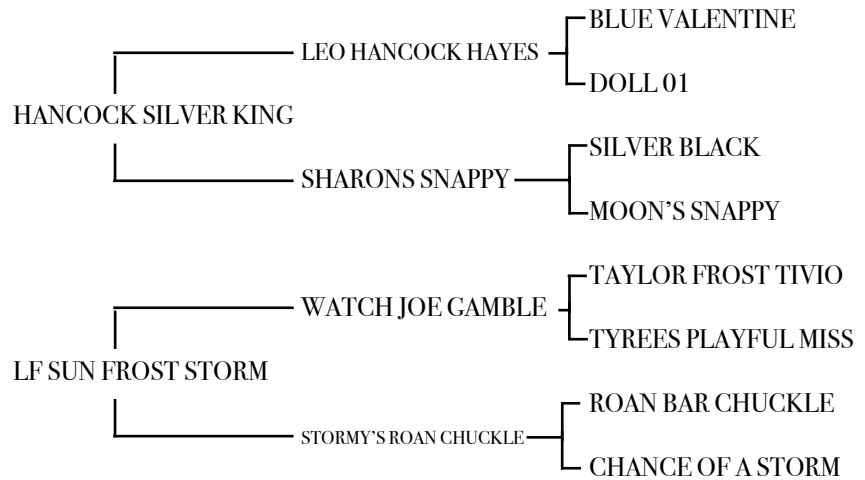 BLUE VALENTINE
LEO HANCOCK HAYES
DOLL 01
HANCOCK SILVER KING
SILVER BLACK
SHARONS SNAPPY
MOON'S SNAPPY
TAYLOR FROST TIVIO
WATCH JOE GAMBLE
TYREES PLAYFUL MISS
LF SUN FROST STORM
ROAN BAR CHUCKLE
STORMY'S ROAN CHUCKLE
CHANCE OF A STORM